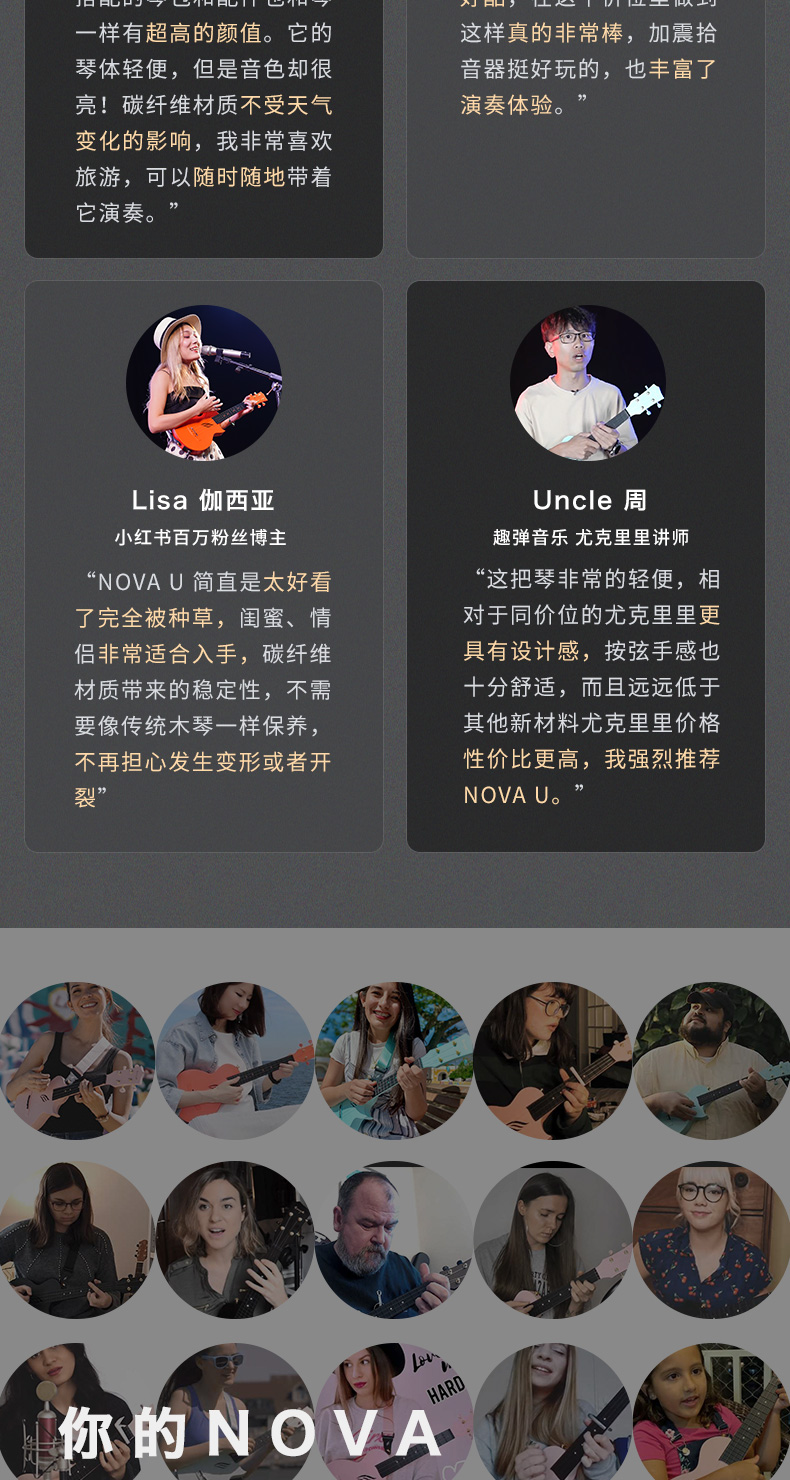 一样有超高的颜值。它的
琴体轻便，但是音色却很
亮！碳纤维材质不受天气
变化的影响，我非常喜欢
旅游，可以随时随地带着
它演奏。”
这样真的非常棒，加震拾
音器挺好玩的，也丰富了
演奏体验。”
Lisa 伽西亚
小红书百万粉丝博主
“NOVA U 简直是太好看
了完全被种草，闺蜜、情
侣非常适合入手，碳纤维
材质带来的稳定性，不需
要像传统木琴一样保养，
不再担心发生变形或者开
裂”
Uncle 周
趣弹音乐 尤克里里讲师
“这把琴非常的轻便，相
对于同价位的尤克里里更
具有设计感，按弦手感也
十分舒适，而且远远低于
其他新材料尤克里里价格
性价比更高，我强烈推荐
NOVA U。”
HARD
你的NOVA